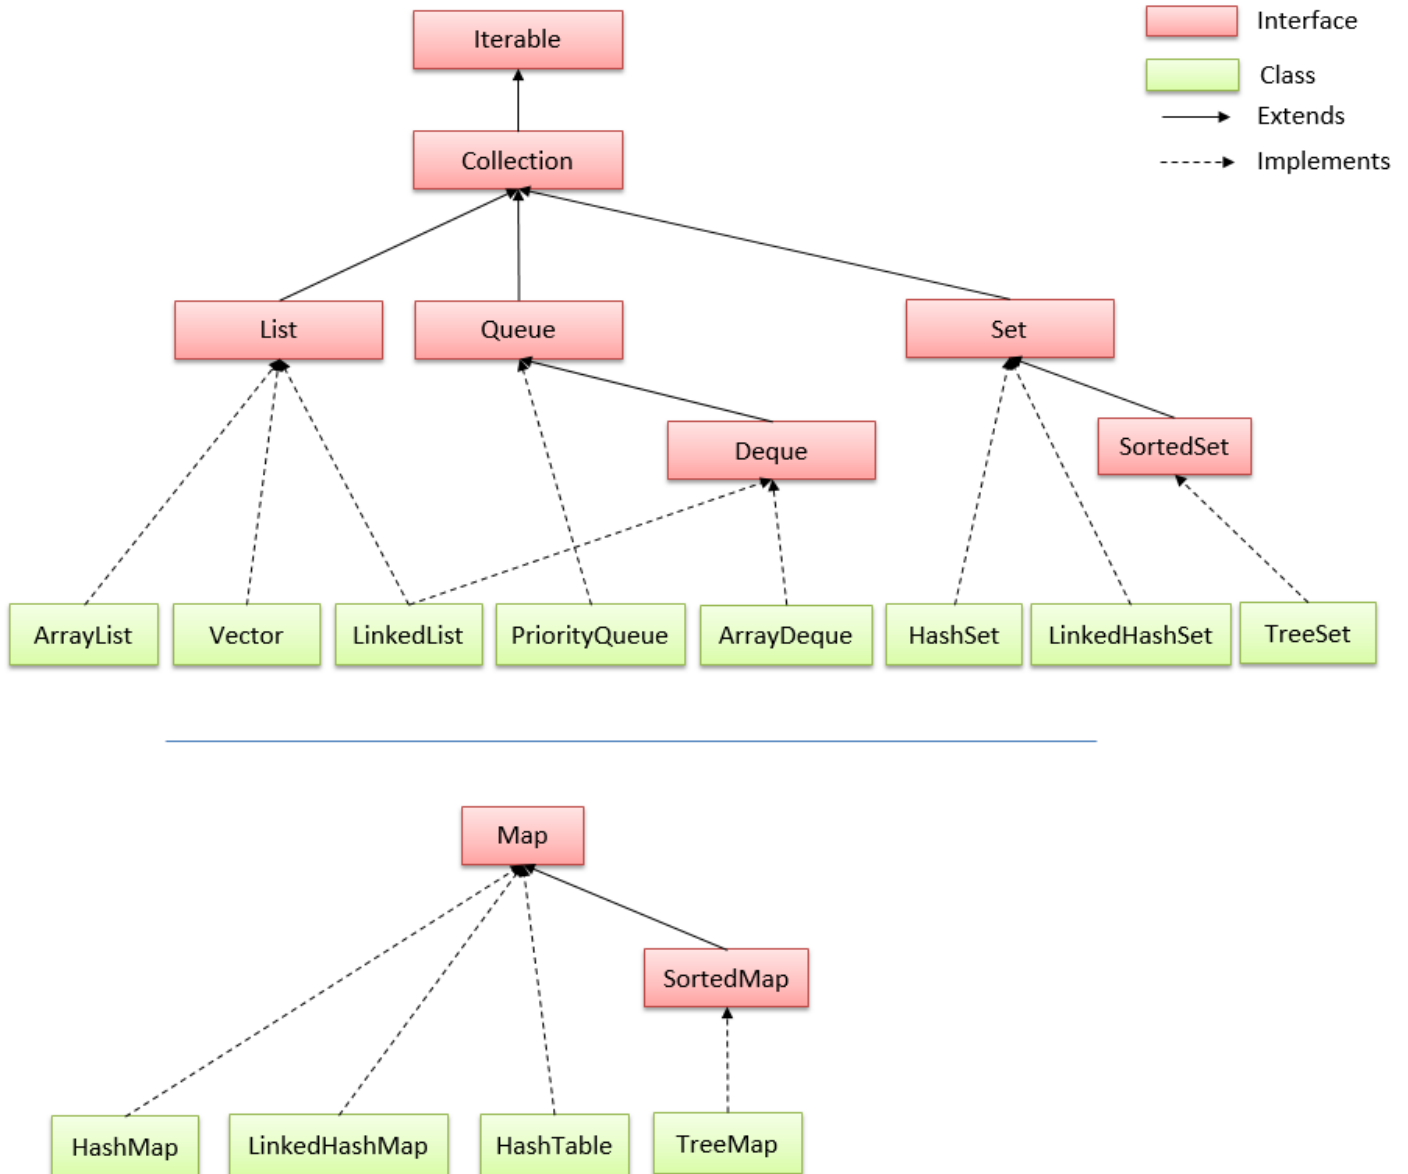 Iterable
Interface
Class
Extends
Implements
Collection
List
Queue
Set
Deque
SortedSet
ArrayList
Vector
LinkedList
PriorityQueue
ArrayDeque
HashSet
LinkedHashSet
TreeSet
Map
SortedMap
HashMap
LinkedHashMap
HashTable
TreeMap